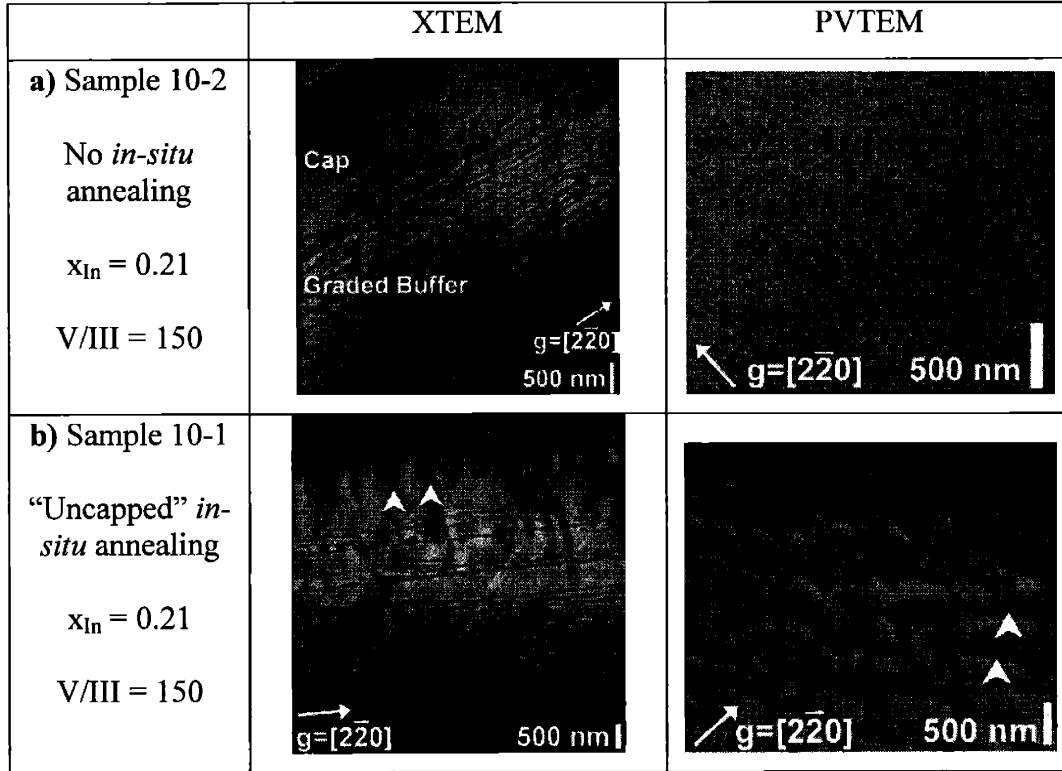 XTEM
PVTEM
a) Sample 10-2
No in-situ
annealing
xIn = 0.21
V/III = 150
Cap
Graded Buffer
g=[22̄0]
500 nm
g=[22̄0]
500 nm
b) Sample 10-1
“Uncapped” in-
situ annealing
xIn = 0.21
V/III = 150
g=[22̄0]
500 nm
g=[22̄0]
500 nm